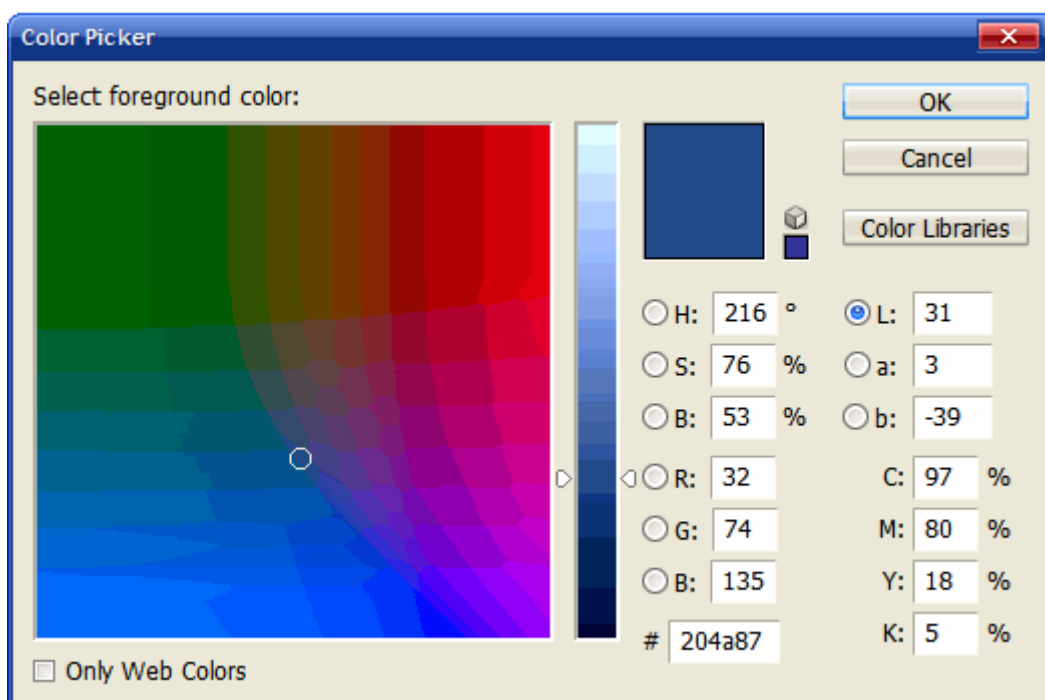 Color Picker
Select foreground color:
OK
Cancel
Color Libraries
H: 216 °
L: 31
S: 76 %
a: 3
B: 53 %
b: -39
R: 32
C: 97 %
G: 74
M: 80 %
B: 135
Y: 18 %
# 204a87
K: 5 %
Only Web Colors